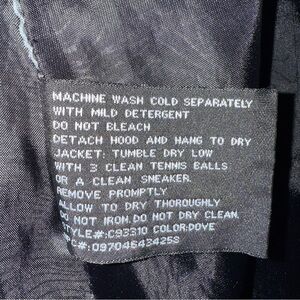 MACHINE WASH COLD SEPARATELY
WITH MILD DETERGENT
DO NOT BLEACH
DETACH HOOD AND HANG TO DRY
JACKET: TUMBLE DRY LOW
WITH 3 CLEAN TENNIS BALLS
OR A CLEAN SNEAKER.
REMOVE PROMPTLY
ALLOW TO DRY THOROUGHLY
DO NOT IRON.DO NOT DRY CLEAN.
STYLE#:C93310 COLOR:DOVE
#:097046434253